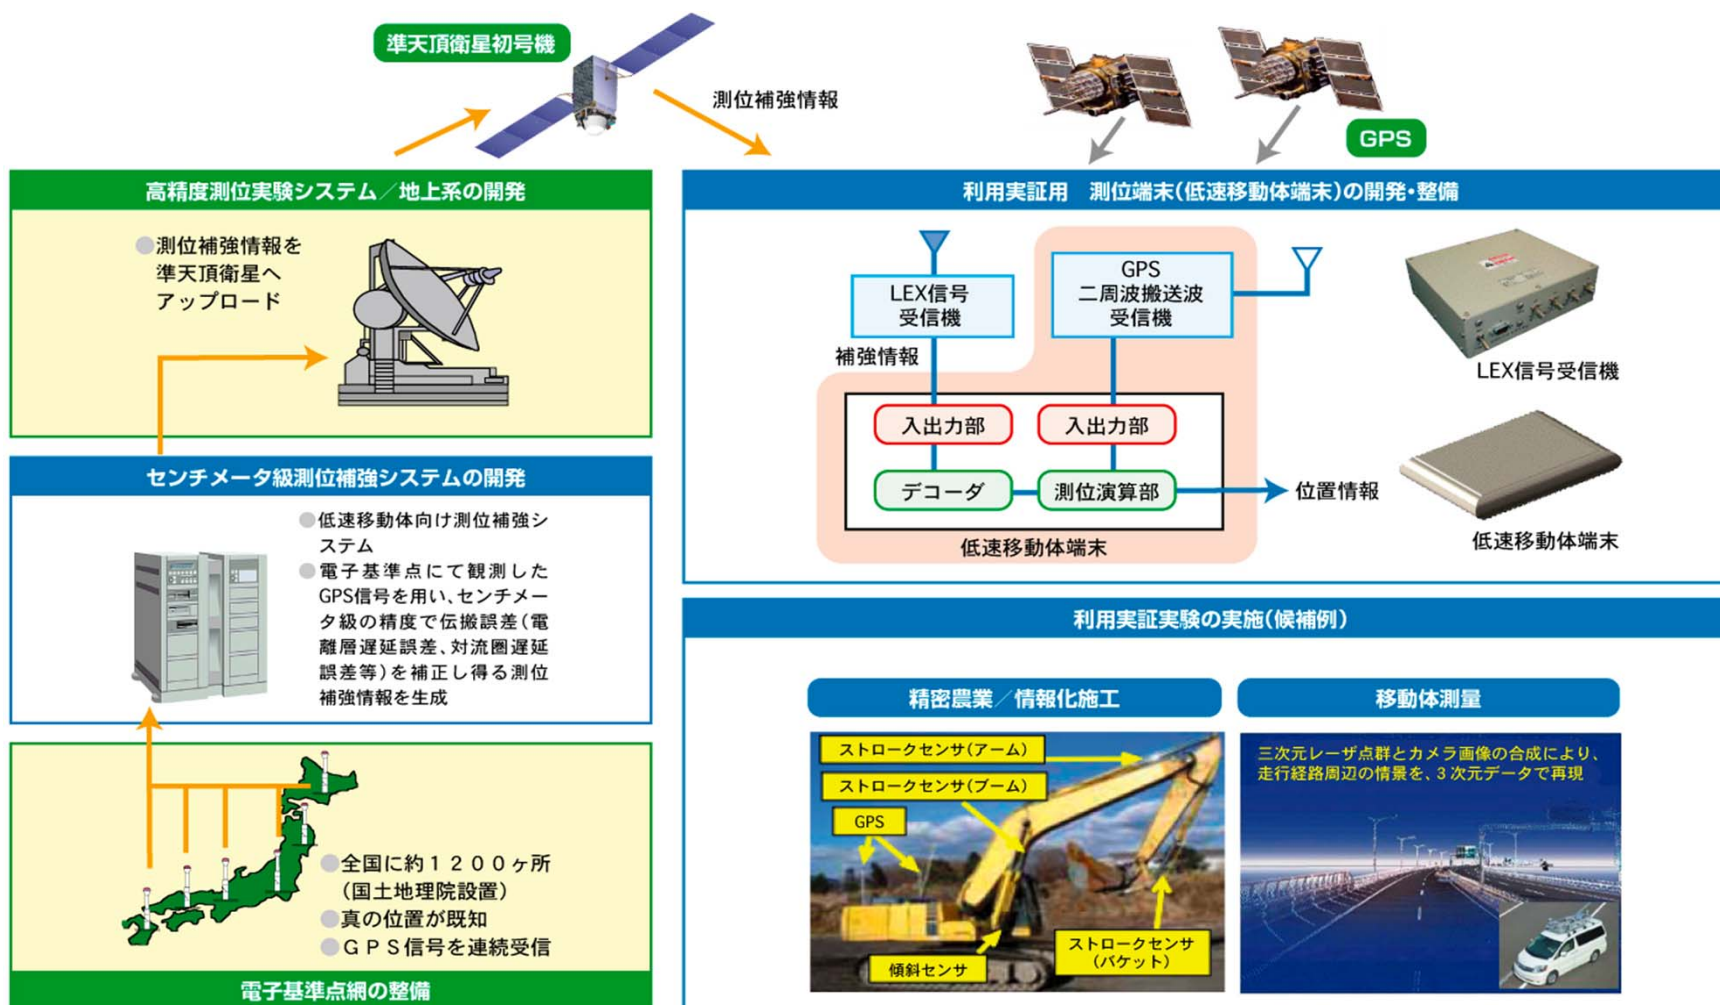 準天頂衛星初号機
測位補強情報
GPS
高精度測位実験システム/地上系の開発
●測位補強情報を
準天頂衛星へ
アップロード
センチメータ級測位補強システムの開発
●低速移動体向け測位補強シ
ステム
●電子基準点にて観測した
GPS信号を用い、センチメー
タ級の精度で伝搬誤差(電
離層遅延誤差、対流圏遅延
誤差等)を補正し得る測位
補強情報を生成
●全国に約1200ヶ所
(国土地理院設置)
●真の位置が既知
●GPS信号を連続受信
電子基準点網の整備
利用実証用 測位端末(低速移動体端末)の開発・整備
LEX信号
受信機
GPS
二周波搬送波
受信機
補強情報
入出力部
入出力部
デコーダ
測位演算部
位置情報
低速移動体端末
LEX信号受信機
低速移動体端末
利用実証実験の実施(候補例)
精密農業/情報化施工
ストロークセンサ(アーム)
ストロークセンサ(ブーム)
GPS
傾斜センサ
ストロークセンサ
(バケット)
移動体測量
三次元レーザ点群とカメラ画像の合成により、
走行経路周辺の情景を、3次元データで再現